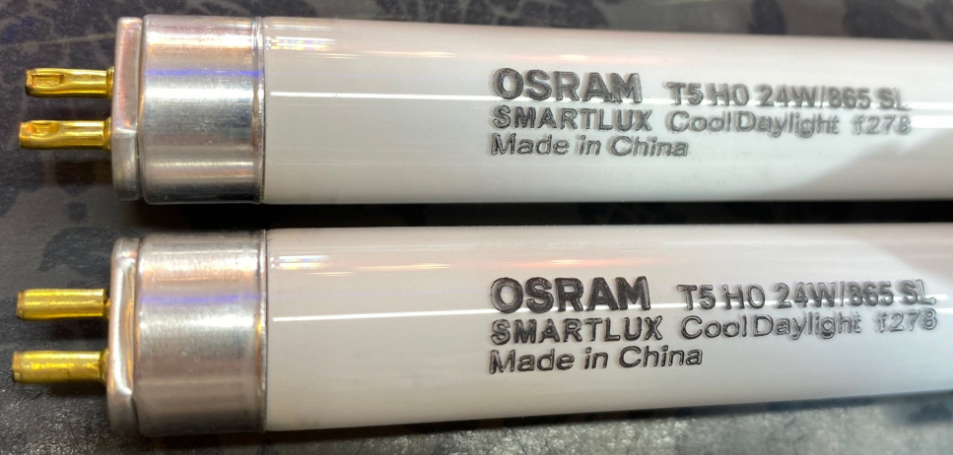 OSRAM T5 HO 24W/865 SL
SMARTLUX CoolDaylight f278
Made in China
OSRAM T5 HO 24W/865 SL
SMARTLUX CoolDaylight f278
Made in China